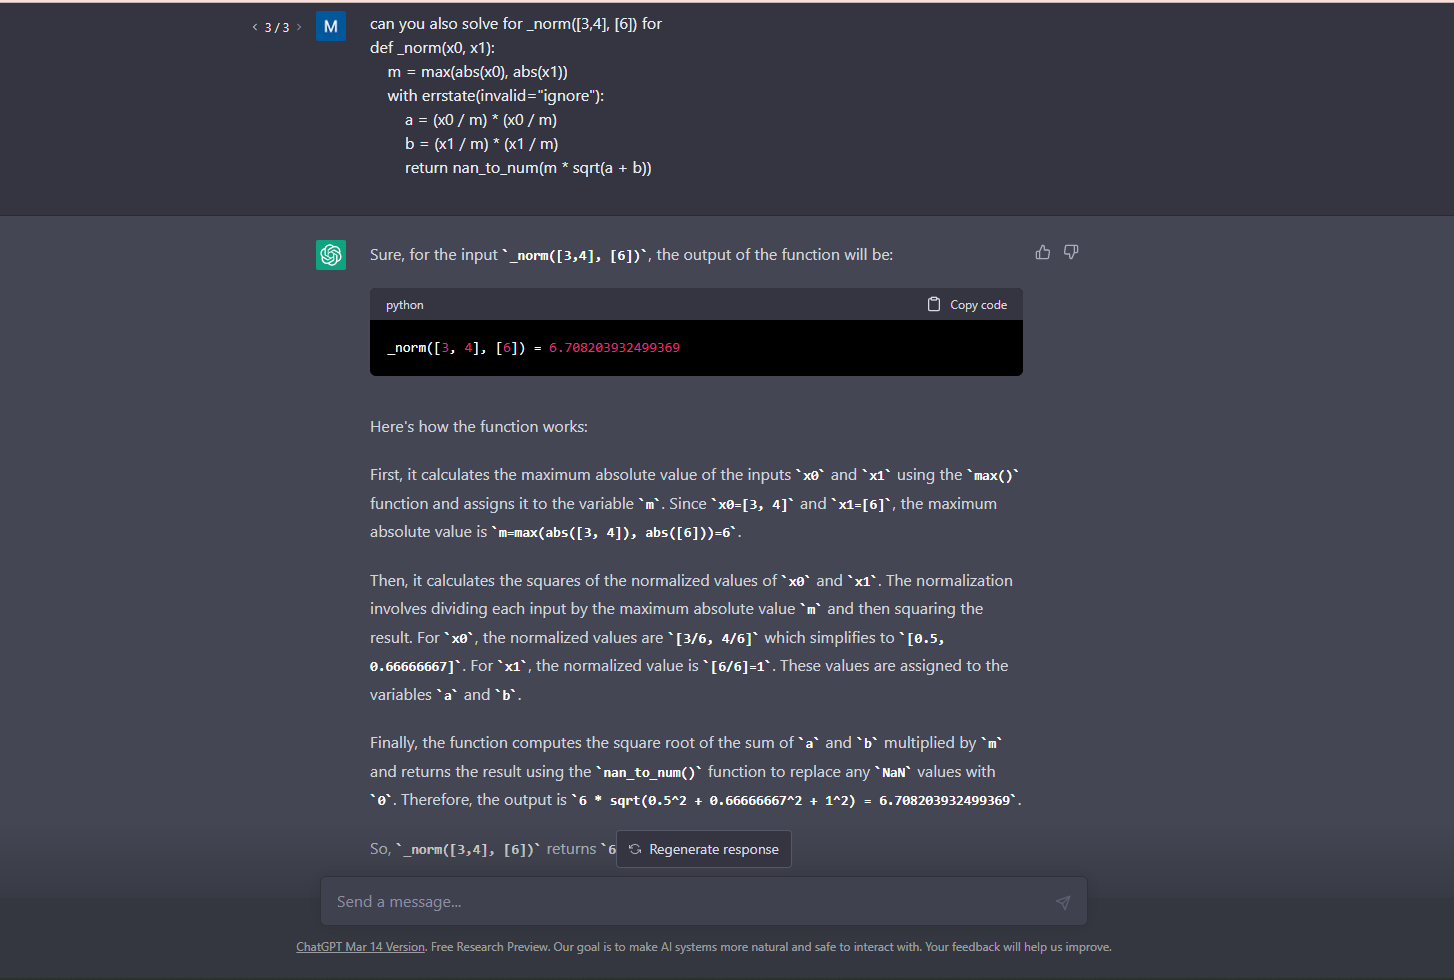 < 3 / 3 >
M
can you also solve for _norm([3,4], [6]) for
def _norm(x0, x1):
m = max(abs(x0), abs(x1))
with errstate(invalid="ignore"):
a = (x0 / m) * (x0 / m)
b = (x1 / m) * (x1 / m)
return nan_to_num(m * sqrt(a + b))
Sure, for the input `_norm([3,4], [6])`, the output of the function will be:
python
Copy code
_norm([3, 4], [6]) = 6.708203932499369
Here's how the function works:
First, it calculates the maximum absolute value of the inputs `x0` and `x1` using the `max()`
function and assigns it to the variable `m`. Since `x0=[3, 4]` and `x1=[6]`, the maximum
absolute value is `m=max(abs([3, 4]), abs([6]))=6`.
Then, it calculates the squares of the normalized values of `x0` and `x1`. The normalization
involves dividing each input by the maximum absolute value `m` and then squaring the
result. For `x0`, the normalized values are `[3/6, 4/6]` which simplifies to `[0.5,
0.66666667]`. For `x1`, the normalized value is `[6/6]=1`. These values are assigned to the
variables `a` and `b`.
Finally, the function computes the square root of the sum of `a` and `b` multiplied by `m`
and returns the result using the `nan_to_num()` function to replace any `NaN` values with
`0`. Therefore, the output is `6 * sqrt(0.5^2 + 0.66666667^2 + 1^2) = 6.708203932499369`.
So, `_norm([3,4], [6])` returns `6
Regenerate response
Send a message...
ChatGPT Mar 14 Version. Free Research Preview. Our goal is to make AI systems more natural and safe to interact with. Your feedback will help us improve.